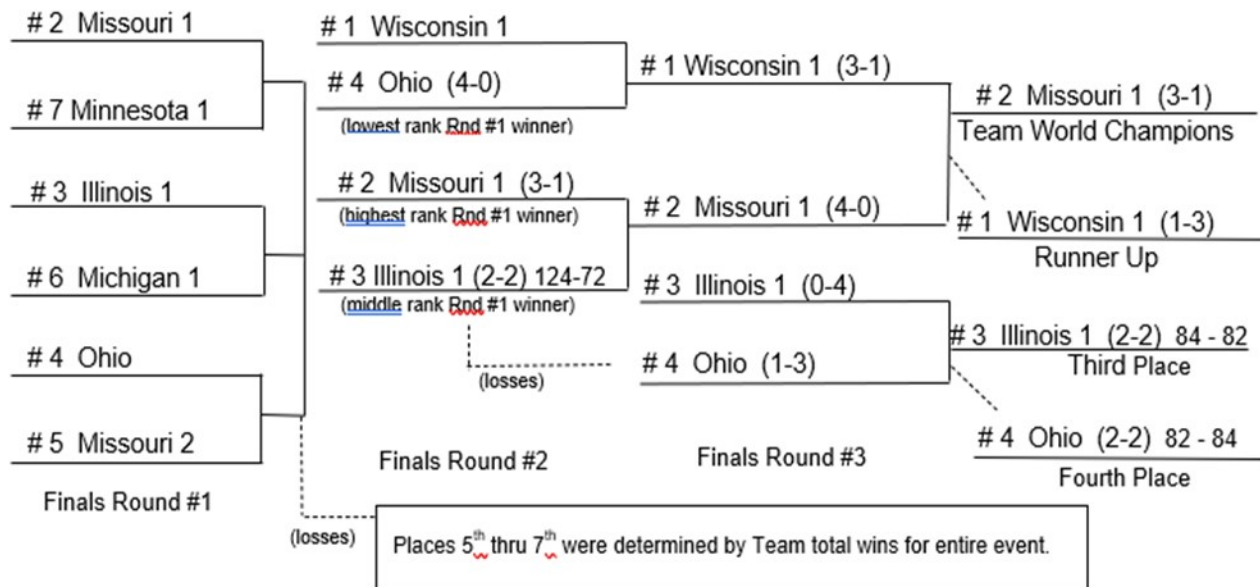 # 2 Missouri 1
# 7 Minnesota 1
# 3 Illinois 1
# 6 Michigan 1
# 4 Ohio
# 5 Missouri 2
Finals Round #1
# 1 Wisconsin 1
# 4 Ohio (4-0)
(lowest rank Rnd #1 winner)
# 2 Missouri 1 (3-1)
(highest rank Rnd #1 winner)
# 3 Illinois 1 (2-2) 124-72
(middle rank Rnd #1 winner)
(losses)
Finals Round #2
# 1 Wisconsin 1 (3-1)
# 2 Missouri 1 (4-0)
# 3 Illinois 1 (0-4)
# 4 Ohio (1-3)
Finals Round #3
# 2 Missouri 1 (3-1)
Team World Champions
# 1 Wisconsin 1 (1-3)
Runner Up
# 3 Illinois 1 (2-2) 84 - 82
Third Place
# 4 Ohio (2-2) 82 - 84
Fourth Place
(losses)
Places 5th thru 7th were determined by Team total wins for entire event.